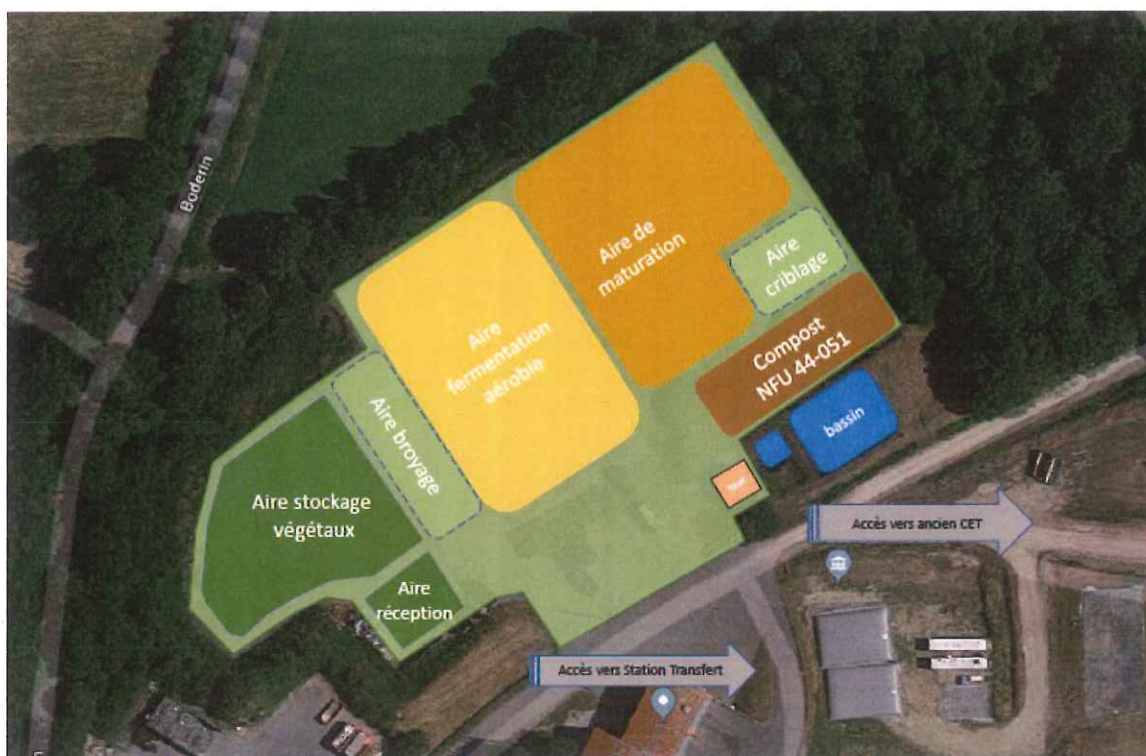 Boderin
Aire de
maturation
Aire
criblage
Aire
fermentation
aérobie
Compost
NFU 44-051
Aire broyage
bassin
Aire stockage
végétaux
Aire
réception
Accès vers ancien CET
Accès vers Station Transfert